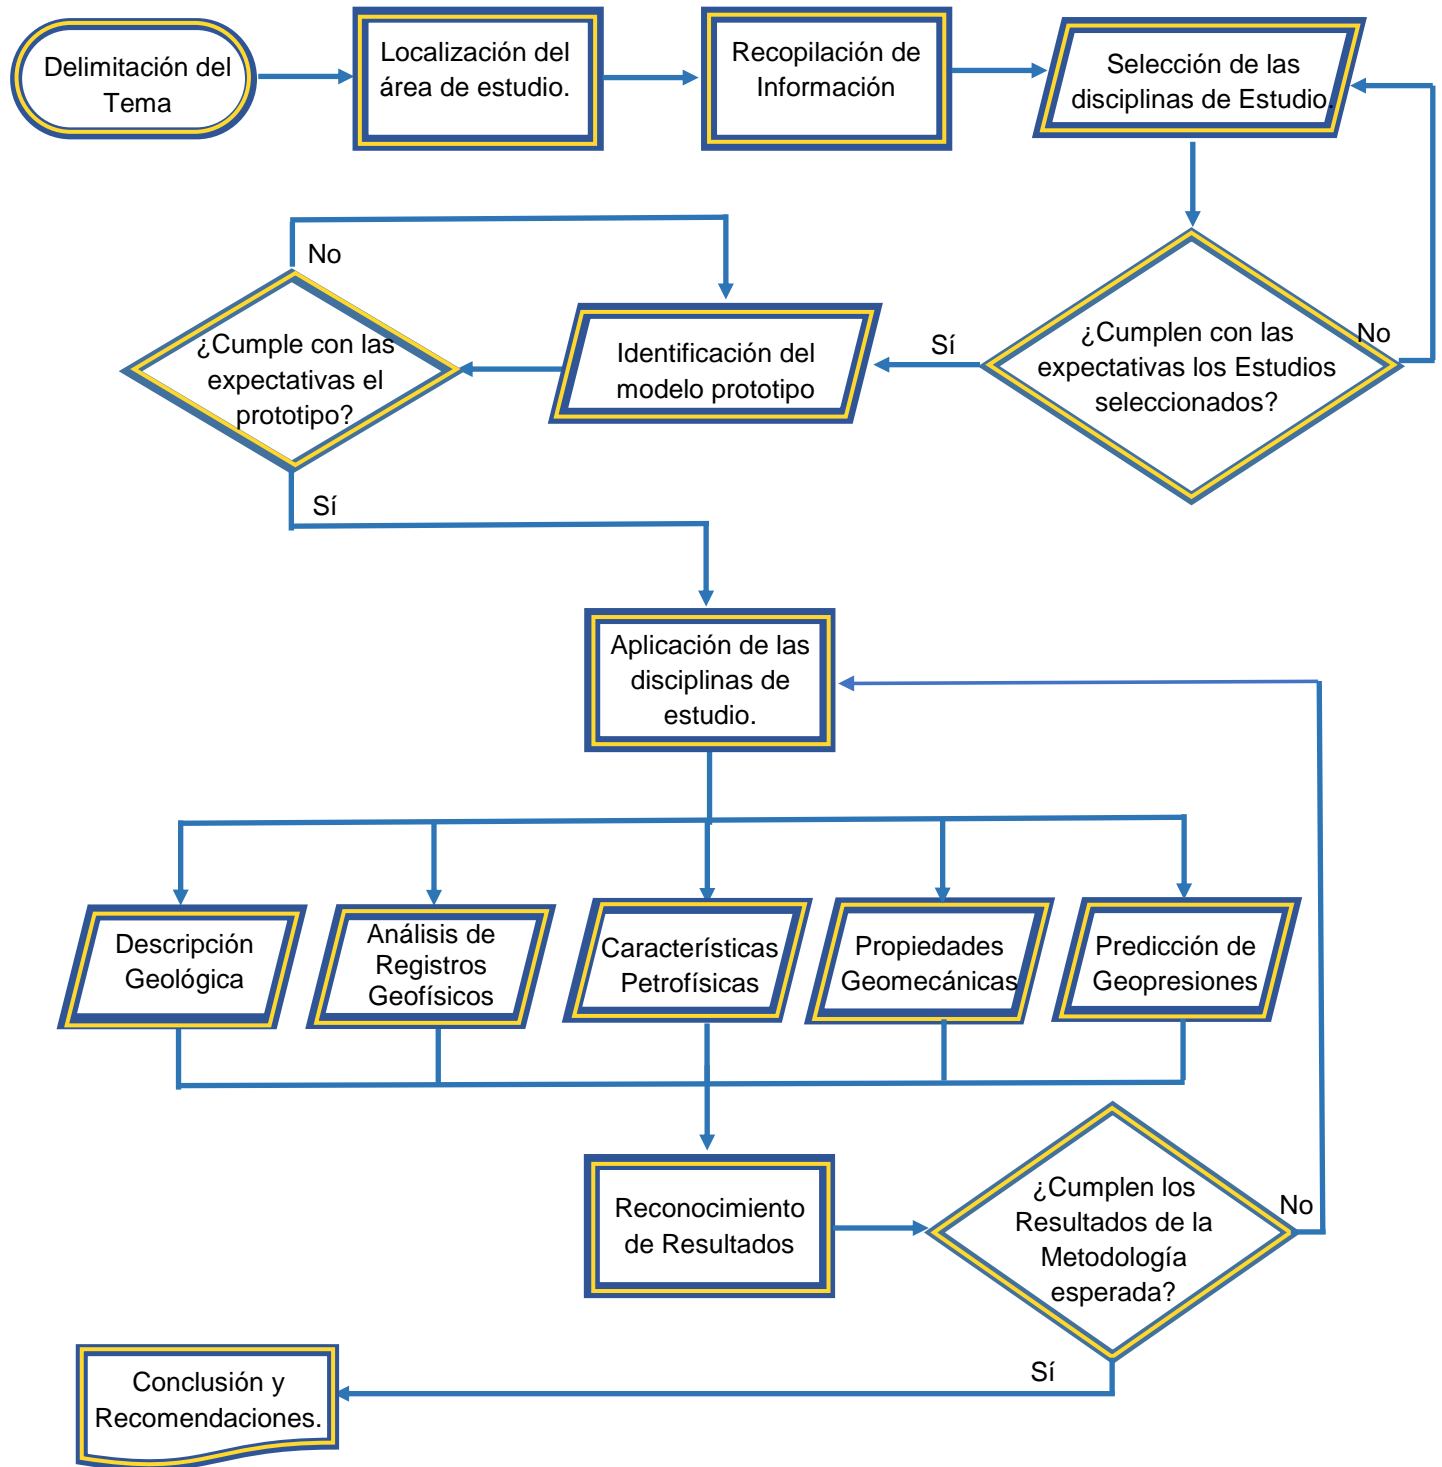 Delimitación del
Tema
Localización del
área de estudio.
Recopilación de
Información
Selección de las
disciplinas de Estudio.
¿Cumplen con las
expectativas los Estudios
seleccionados?
No
Sí
Identificación del
modelo prototipo
¿Cumple con las
expectativas el
prototipo?
No
Sí
Aplicación de las
disciplinas de
estudio.
Descripción
Geológica
Análisis de
Registros
Geofísicos
Características
Petrofísicas
Propiedades
Geomecánicas
Predicción de
Geopresiones
Reconocimiento
de Resultados
¿Cumplen los
Resultados de la
Metodología
esperada?
No
Sí
Conclusión y
Recomendaciones.